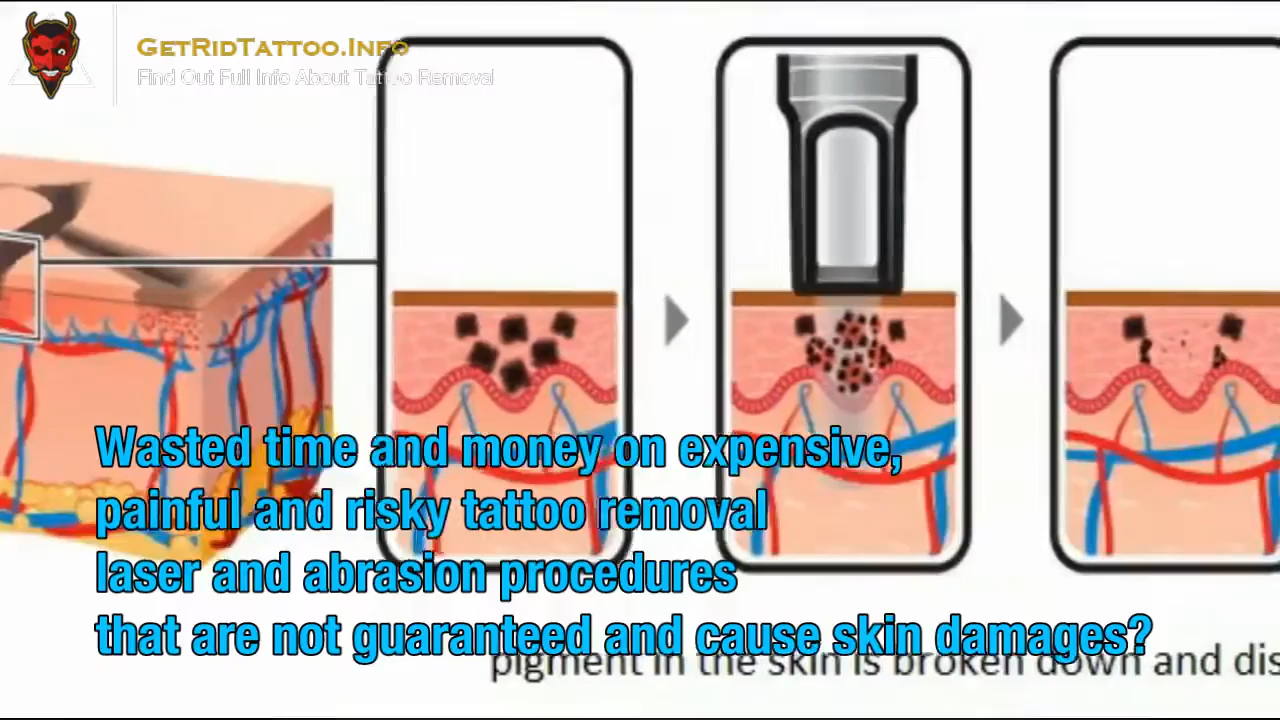 GetRidTattoo.Info
Find Out Full Info About Tattoo Removal
Wasted time and money on expensive,
painful and risky tattoo removal
laser and abrasion procedures
that are not guaranteed and cause skin damages?
pigment in the skin is broken down and dis